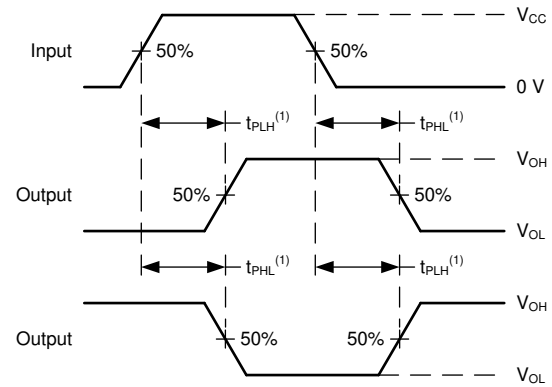 V_CC
Input 50% 50%
0 V
t_PLH^(1) t_PHL^(1)
V_OH
Output 50% 50%
V_OL
t_PHL^(1) t_PLH^(1)
V_OH
Output 50% 50%
V_OL